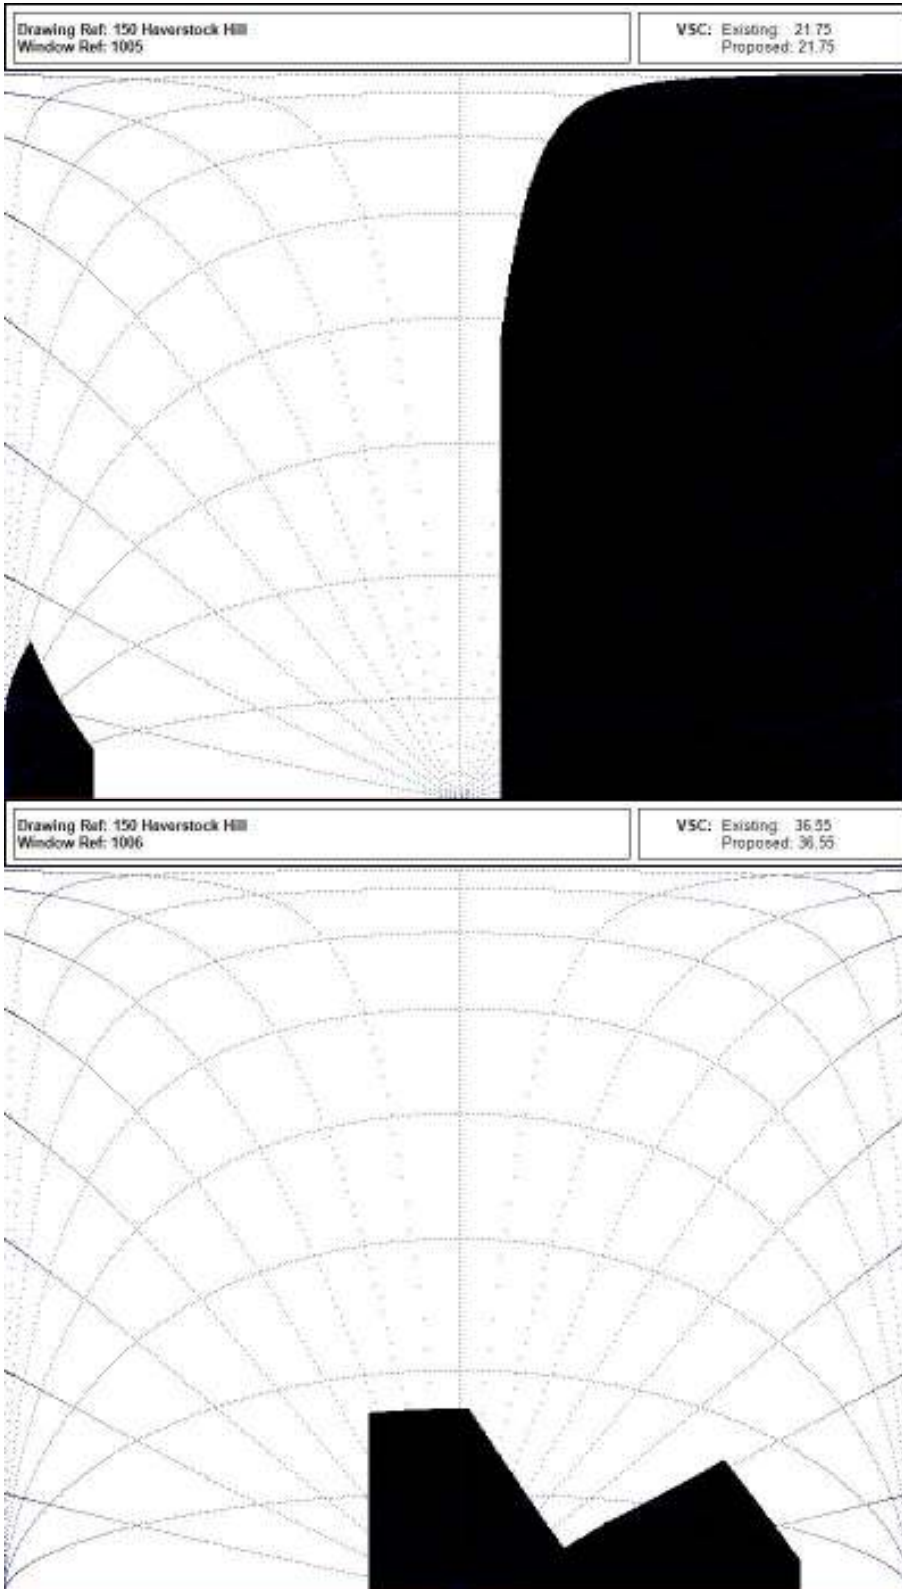 Drawing Ref: 150 Haverstock Hill
Window Ref: 1005
VSC: Existing: 21.75
Proposed: 21.75
Drawing Ref: 150 Haverstock Hill
Window Ref: 1006
VSC: Existing: 36.55
Proposed: 36.55